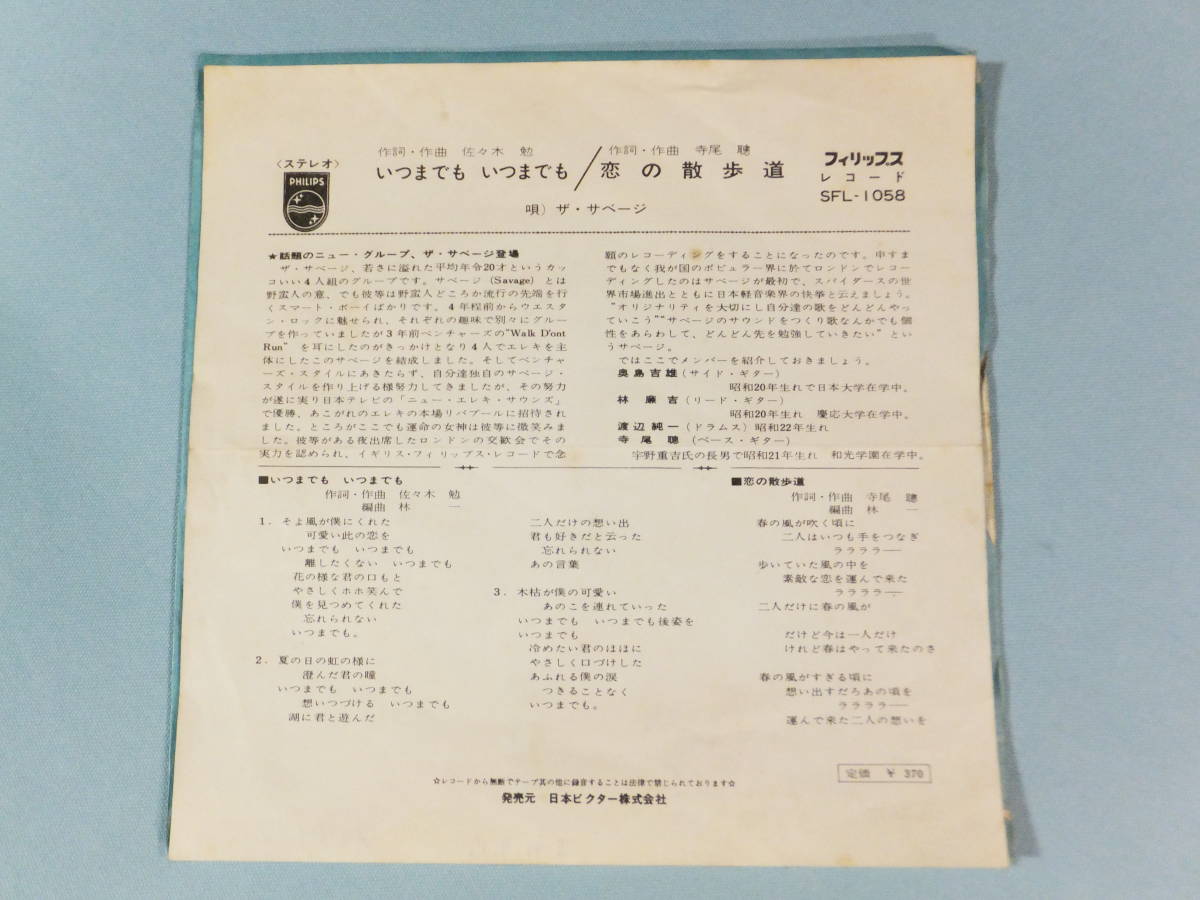 〈ステレオ〉
PHILIPS
作詞・作曲 佐々木 勉
いつまでも いつまでも／
作詞・作曲 寺尾 聰
恋の散歩道
唄）ザ・サベージ
フィリップス
レコード
SFL-1058
★話題のニュー・グループ、ザ・サベージ登場
ザ・サベージ、若さに溢れた平均年令20才というカッ
コいい4人組のグループです。サベージ（Savage）とは
野蛮人の意、でも彼等は野蛮人どころか流行の先端を行
くスマート・ボーイばかりです。4年程前からウエスタ
ン・ロックに魅せられ、それぞれの趣味で別々にグルー
プを作っていましたが3年前ベンチャーズの"Walk D'ont
Run" を耳にしたのがきっかけとなり4人でエレキを主
体にしたこのサベージを結成しました。そしてベンチャ
ーズ・スタイルにあきたらず、自分達独自のサベージ・
スタイルを作り上げる様努力してきましたが、その努力
が遂に実り日本テレビの「ニュー・エレキ・サウンズ」
で優勝、あこがれのエレキの本場リバプールに招待され
ました。ところがここでも運命の女神は彼等に微笑みま
した。彼等がある夜出席したロンドンの交歓会でその
実力を認められ、イギリス・フィリップス・レコードで念
願のレコーディングをすることになったのです。申すま
でもなく我が国のポピュラー界に於てロンドンでレコー
ディングしたのはサベージが最初で、スパイダースの世
界市場進出とともに日本軽音楽界の快挙と云えましょう。
"オリジナリティを大切にし自分達の歌をどんどんやっ
ていこう""サベージのサウンドをつくり歌なんかでも個
性をあらわして、どんどん先を勉強していきたい" とい
うサベージ。
ではここでメンバーを紹介しておきましょう。
奥島吉雄（サイド・ギター）
昭和20年生れで日本大学在学中。
林 廉吉（リード・ギター）
昭和20年生れ 慶応大学在学中。
渡辺純一（ドラムス）昭和22年生れ
寺尾 聰（ベース・ギター）
宇野重吉氏の長男で昭和21年生れ 和光学園在学中。
■いつまでも いつまでも
作詞・作曲 佐々木 勉
編曲 林 一
1. そよ風が僕にくれた
可愛い此の恋を
いつまでも いつまでも
離したくない いつまでも
花の様な君の口もと
やさしくホホ笑んで
僕を見つめてくれた
忘れられない
いつまでも。
2. 夏の日の虹の様に
澄んだ君の瞳
いつまでも いつまでも
想いつづける いつまでも
湖に君と遊んだ
二人だけの想い出
君も好きだと云った
忘れられない
あの言葉
3. 木枯が僕の可愛い
あのこを連れていった
いつまでも いつまでも後姿を
いつまでも
冷めたい君のほほに
やさしく口づけした
あふれる僕の涙
つきることなく
いつまでも。
■恋の散歩道
作詞・作曲 寺尾 聰
編曲 林 一
春の風が吹く頃に
二人はいつも手をつなぎ
ララララ──
歩いていた風の中を
素敵な恋を運んで来た
ララララ──
二人だけに春の風が
だけど今は一人だけ
けれど春はやって来たのさ
春の風がすぎる頃に
想い出すだろあの頃を
ララララ──
運んで来た二人の想いを
定価 ¥ 370
☆レコードから無断でテープ其の他に録音することは法律で禁じられております☆
発売元 日本ビクター株式会社